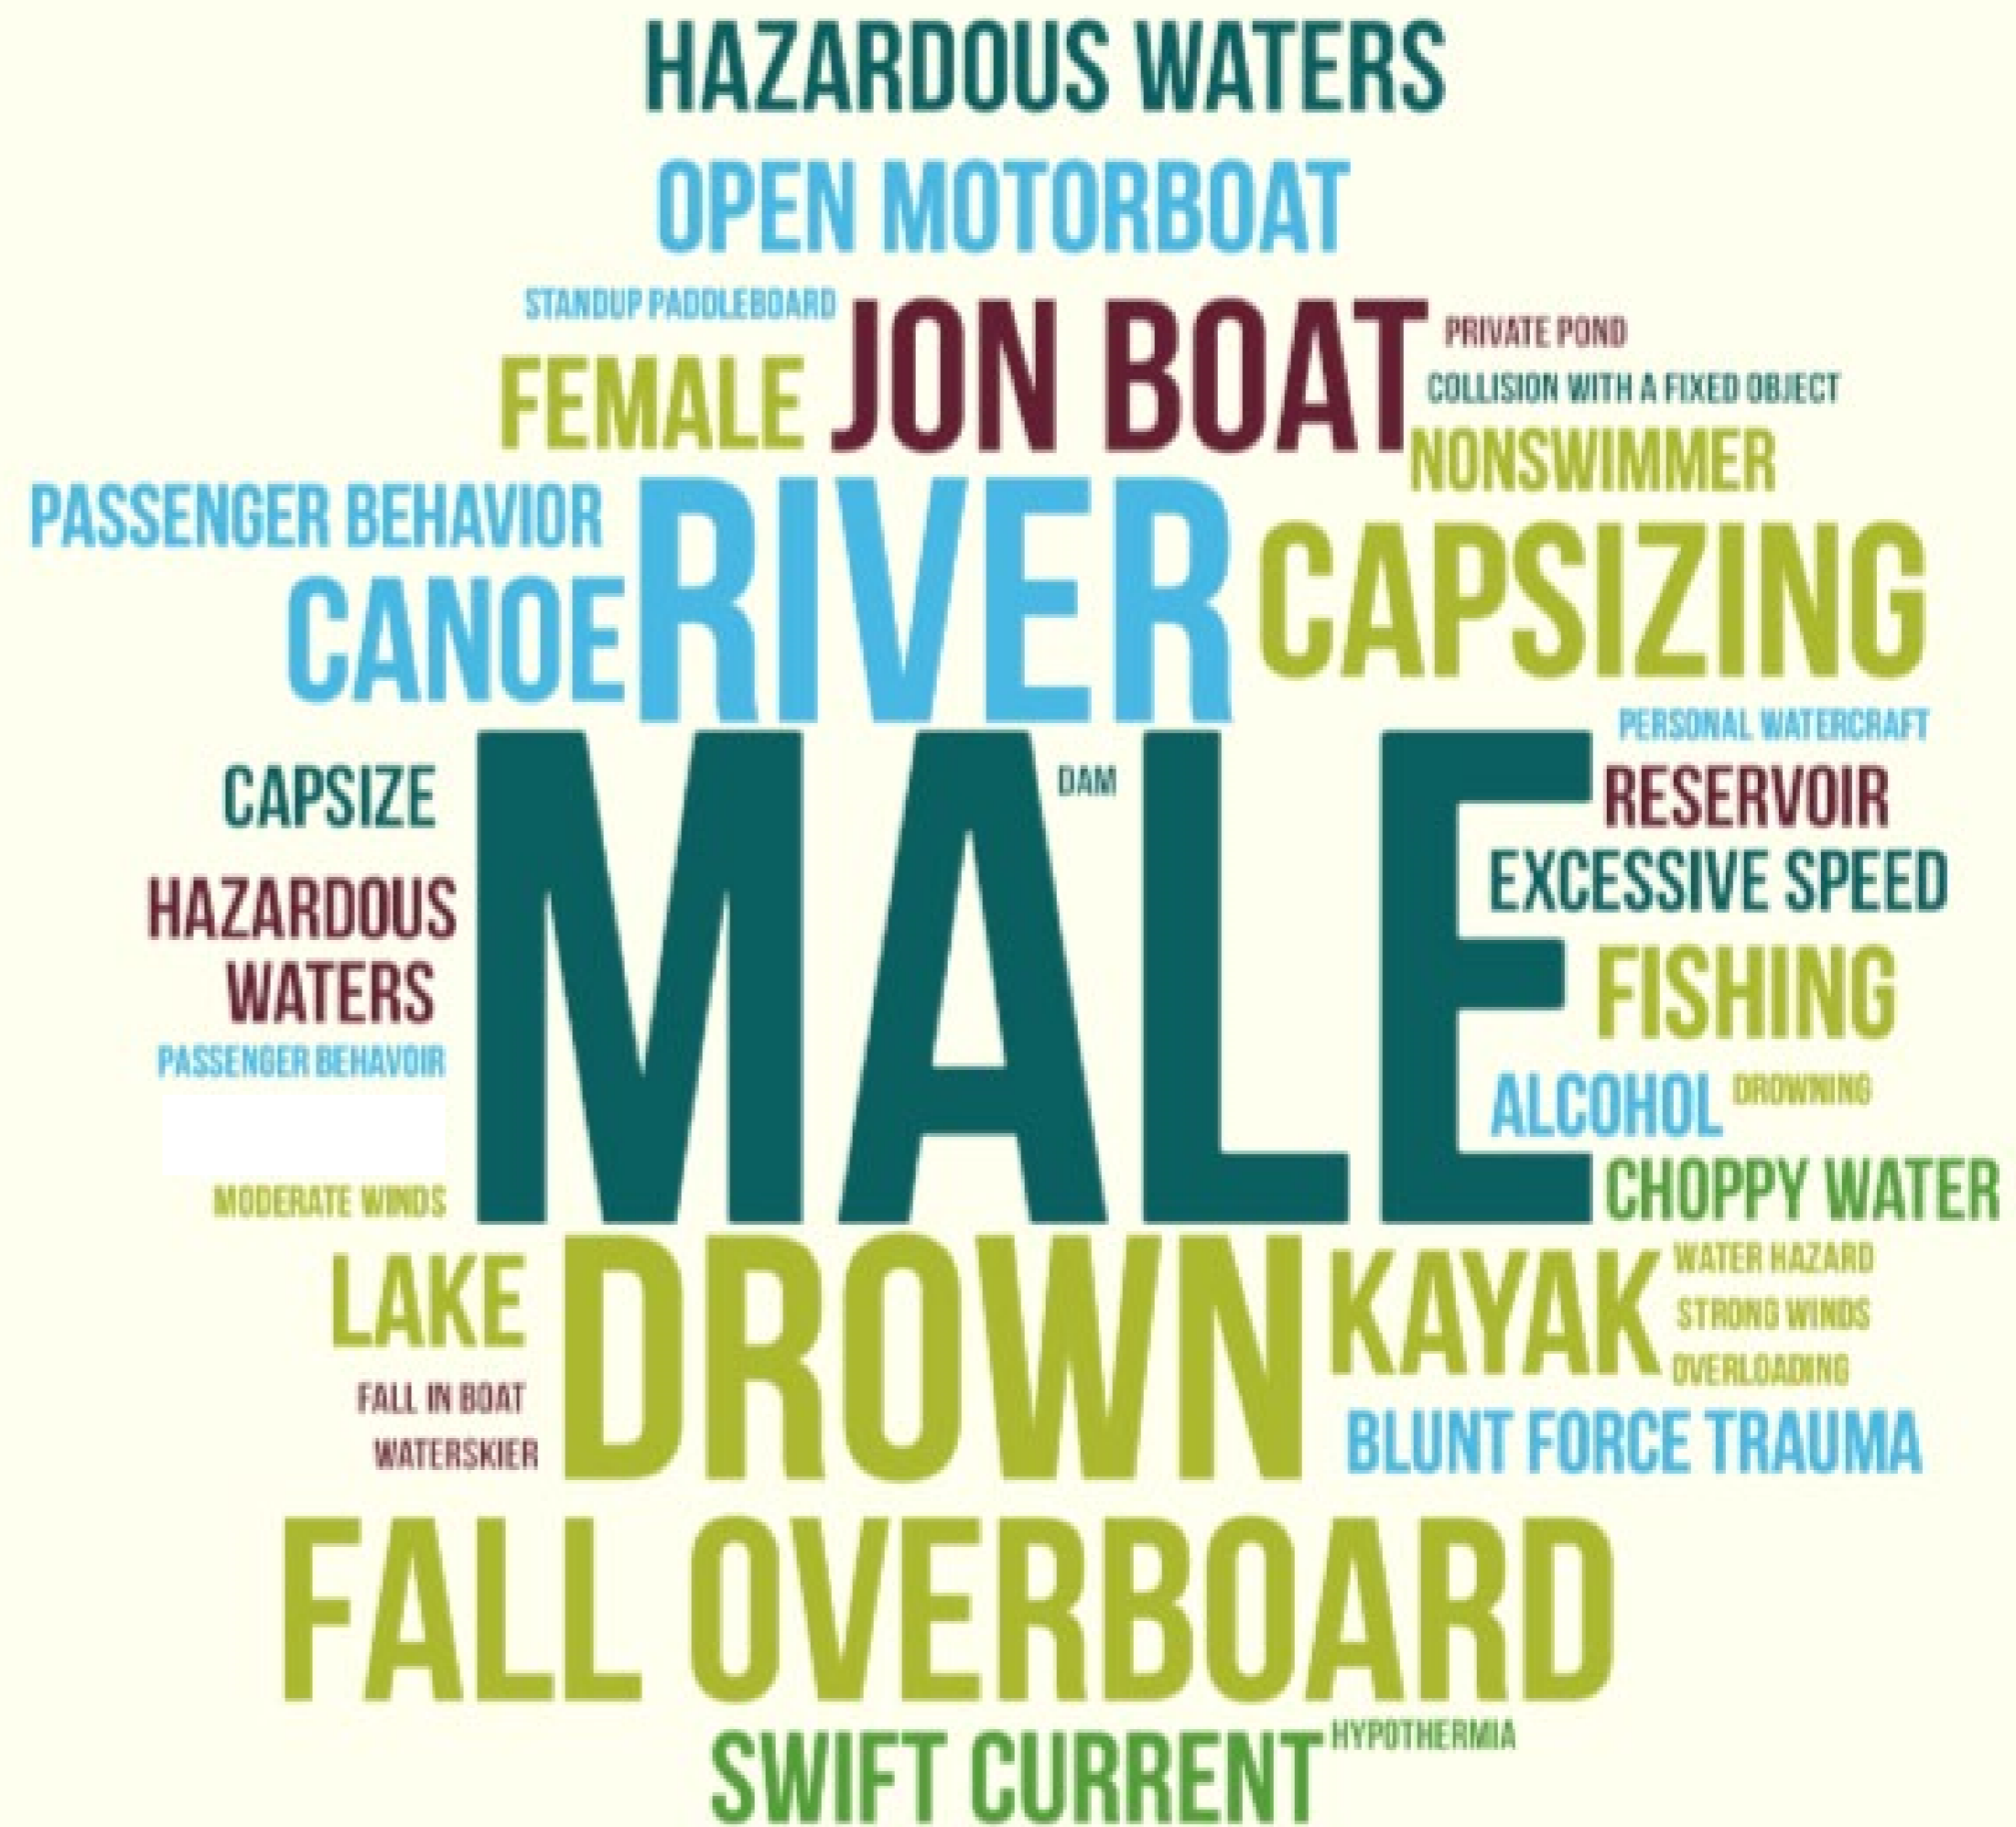 HAZARDOUS WATERS
OPEN MOTORBOAT
STANDUP PADDLEBOARD
JON BOAT
PRIVATE POND
COLLISION WITH A FIXED OBJECT
FEMALE
NONSWIMMER
PASSENGER BEHAVIOR
RIVER
CAPSIZING
CANOE
PERSONAL WATERCRAFT
CAPSIZE
MALE
DAM
RESERVOIR
EXCESSIVE SPEED
HAZARDOUS
WATERS
FISHING
PASSENGER BEHAVOIR
ALCOHOL
DROWNING
MODERATE WINDS
CHOPPY WATER
LAKE
DROWN
KAYAK
WATER HAZARD
STRONG WINDS
OVERLOADING
FALL IN BOAT
WATERSKIER
BLUNT FORCE TRAUMA
FALL OVERBOARD
SWIFT CURRENT
HYPOTHERMIA